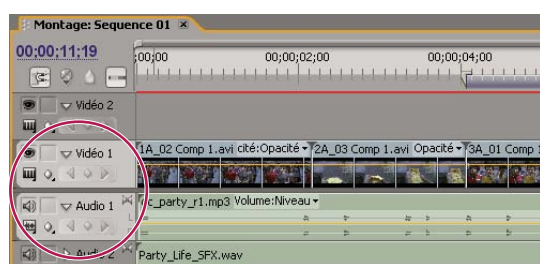 Montage: Sequence 01
00;00;11;19
;00;00
00;00;02;00
00;00;04;00
Vidéo 2
Vidéo 1
1A_02 Comp 1.avi cité:Opacité
2A_03 Comp 1.avi Opacité
3A_01 Comp 1
Audio 1
c_party_r1.mp3 Volume:Niveau
L
Audio 2
Party_Life_SFX.wav